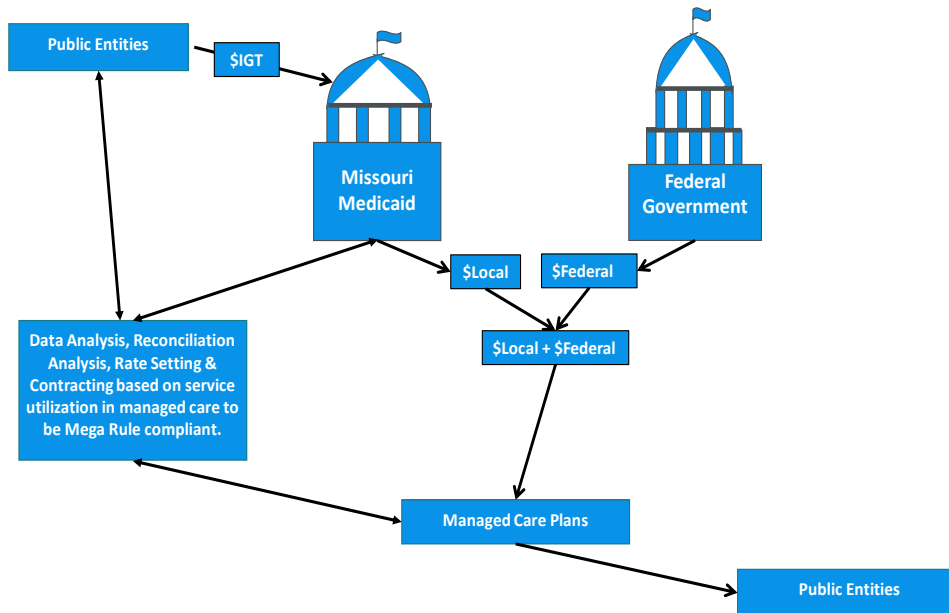 Public Entities
$IGT
Missouri
Medicaid
Federal
Government
$Local
$Federal
$Local + $Federal
Data Analysis, Reconciliation
Analysis, Rate Setting &
Contracting based on service
utilization in managed care to
be Mega Rule compliant.
Managed Care Plans
Public Entities